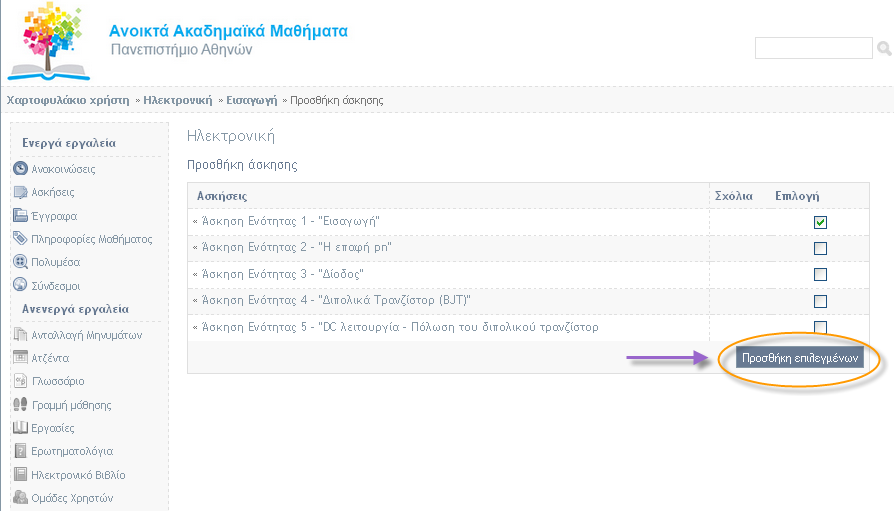 Ανοικτά Ακαδημαϊκά Μαθήματα
Πανεπιστήμιο Αθηνών
Χαρτοφυλάκιο χρήστη » Ηλεκτρονική » Εισαγωγή » Προσθήκη άσκησης
Ενεργά εργαλεία
Ανακοινώσεις
Ασκήσεις
Έγγραφα
Πληροφορίες Μαθήματος
Πολυμέσα
Σύνδεσμοι
Ανενεργά εργαλεία
Ανταλλαγή Μηνυμάτων
Ατζέντα
Γλωσσάριο
Γραμμή μάθησης
Εργασίες
Ερωτηματολόγια
Ηλεκτρονικό Βιβλίο
Ομάδες Χρηστών
Ηλεκτρονική
Προσθήκη άσκησης
Ασκήσεις Σχόλια Επιλογή
« Άσκηση Ενότητας 1 - "Εισαγωγή"
« Άσκηση Ενότητας 2 - "Η επαφή pn"
« Άσκηση Ενότητας 3 - "Δίοδος"
« Άσκηση Ενότητας 4 - "Διπολικά Τρανζίστορ (BJT)"
« Άσκηση Ενότητας 5 - "DC λειτουργία - Πόλωση του διπολικού τρανζίστορ
Προσθήκη επιλεγμένων